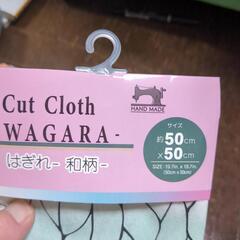 Cut Cloth
WAGARA-
はぎれ-和柄-
HAND MADE
サイズ
約50cm
×50cm
SIZE:19.7in. x 19.7in.
(50cm x 50cm)